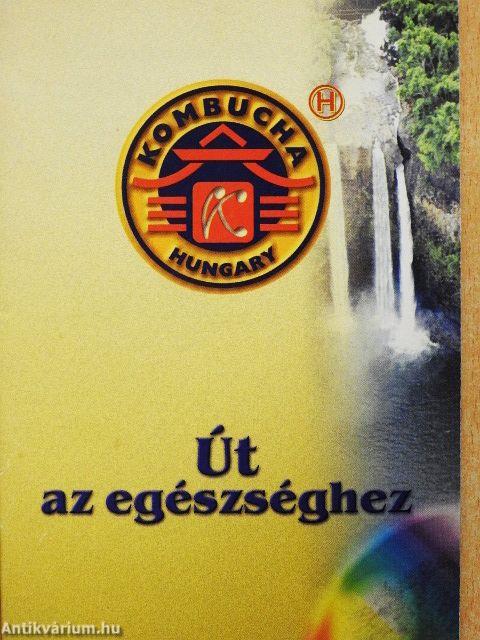 KOMBUCHA
HUNGARY
H
Út
az egészséghez
Antikvárium.hu